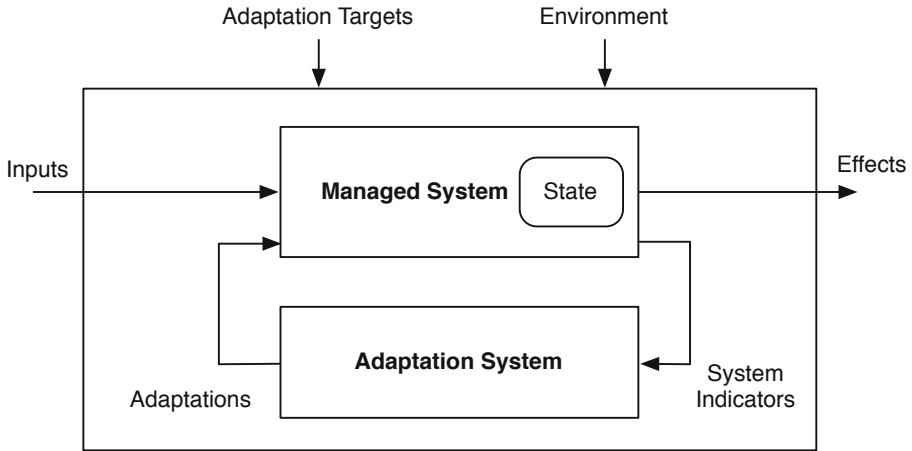 Adaptation Targets
Environment
Inputs
Managed System
State
Effects
Adaptation System
Adaptations
System
Indicators